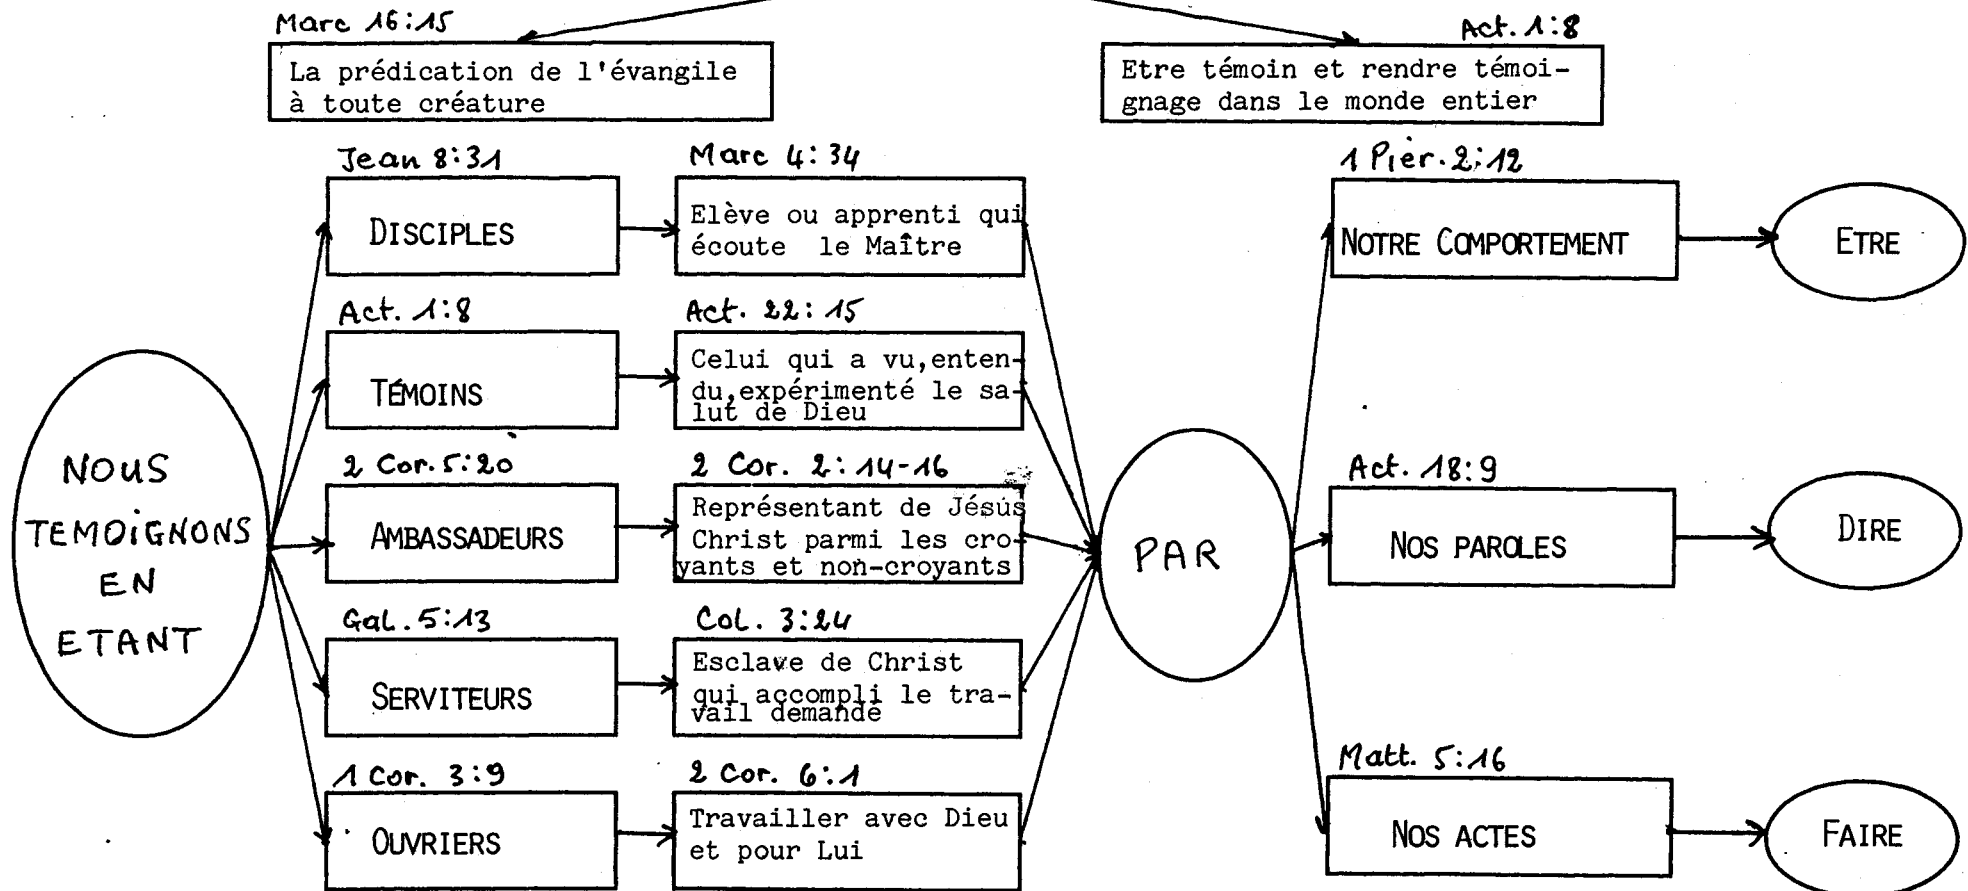 Marc 16:15
La prédication de l'évangile
à toute créature
Act. 1:8
Etre témoin et rendre témoi-
gnage dans le monde entier
NOUS
TEMOIGNONS
EN
ETANT
Jean 8:31
DISCIPLES
Marc 4:34
Elève ou apprenti qui
écoute le Maître
Act. 1:8
TÉMOINS
Act. 22:15
Celui qui a vu,enten-
du,expérimenté le sa-
lut de Dieu
2 Cor. 5:20
AMBASSADEURS
2 Cor. 2:14-16
Représentant de Jésus
Christ parmi les cro-
yants et non-croyants
Gal. 5:13
SERVITEURS
Col. 3:24
Esclave de Christ
qui accompli le tra-
vail demandé
1 Cor. 3:9
OUVRIERS
2 Cor. 6:1
Travailler avec Dieu
et pour Lui
PAR
1 Pièr. 2:12
NOTRE COMPORTEMENT
ETRE
Act. 18:9
NOS PAROLES
DIRE
Matt. 5:16
NOS ACTES
FAIRE